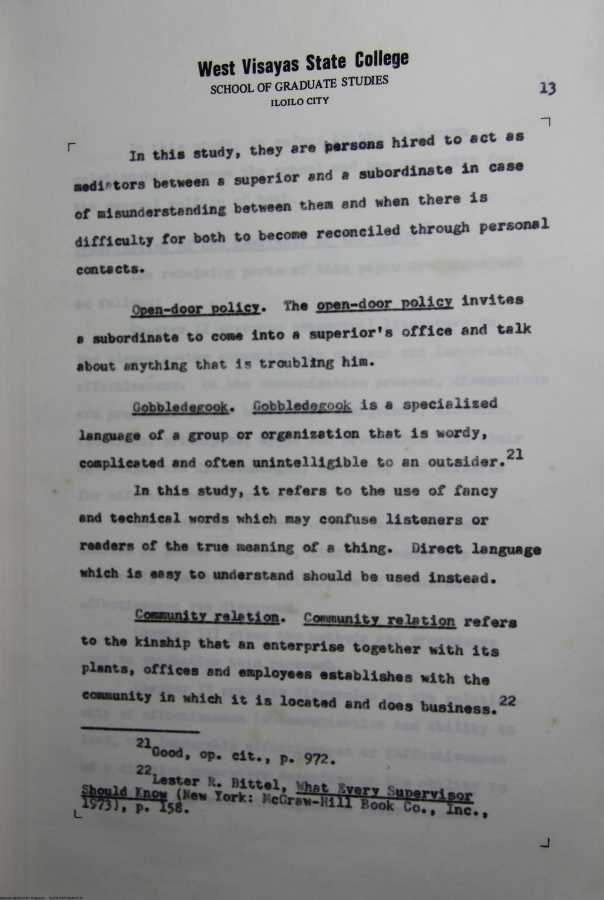 West Visayas State College
SCHOOL OF GRADUATE STUDIES
ILOILO CITY
13
In this study, they are persons hired to act as
mediators between a superior and a subordinate in case
of misunderstanding between them and when there is
difficulty for both to become reconciled through personal
contacts.
Open-door policy. The open-door policy invites
a subordinate to come into a superior's office and talk
about anything that is troubling him.
Gobbledegook. Gobbledegook is a specialized
language of a group or organization that is wordy,
complicated and often unintelligible to an outsider.21
In this study, it refers to the use of fancy
and technical words which may confuse listeners or
readers of the true meaning of a thing. Direct language
which is easy to understand should be used instead.
Community relation. Community relation refers
to the kinship that an enterprise together with its
plants, offices and employees establishes with the
community in which it is located and does business.22
21Good, op. cit., p. 972.
22Lester R. Bittel, What Every Supervisor
Should Know (New York: McGraw-Hill Book Co., Inc.,
1973), p. 158.